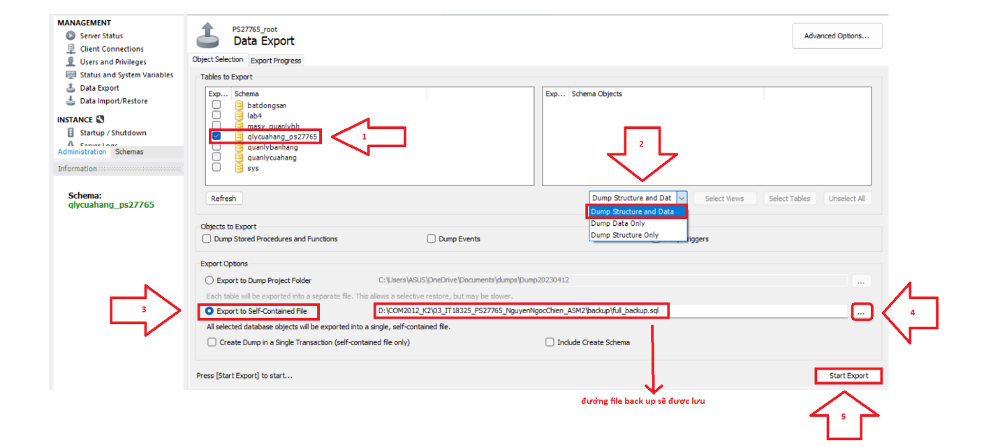 MANAGEMENT
Server Status
Client Connections
Users and Privileges
Status and System Variables
Data Export
Data Import/Restore
INSTANCE
Startup / Shutdown
Server Logs
Administration Schemas
Information
Schema:
qlycuahang_ps27765
PS27765_root
Data Export
Advanced Options...
Object Selection Export Progress
Tables to Export
Exp... Schema
batdongsan
lab4
masv_quanlybh
qlycuahang_ps27765
quanlybanhang
quanlycuahang
sys
1
Exp... Schema Objects
2
Refresh
Dump Structure and Dat
Select Views Select Tables Unselect All
Dump Structure and Data
Dump Data Only
Dump Structure Only
Objects to Export
Dump Stored Procedures and Functions Dump Events iggers
Export Options
Export to Dump Project Folder C:\Users\ASUS\OneDrive\Documents\dumps\Dump20230412 ...
Each table will be exported into a separate file. This allows a selective restore, but may be slower.
3
Export to Self-Contained File D:\COM2012_K2\03_IT18325_PS27765_NguyenNgocChien_ASM2\backup\full_backup.sql ...
4
All selected database objects will be exported into a single, self-contained file.
Create Dump in a Single Transaction (self-contained file only) Include Create Schema
Press [Start Export] to start... Start Export
đường file back up sẽ được lưu
5